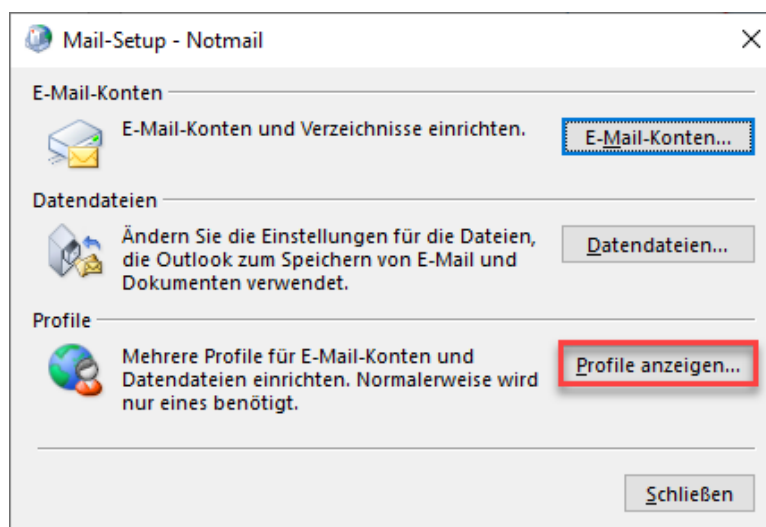 Mail-Setup - Notmail
E-Mail-Konten
E-Mail-Konten und Verzeichnisse einrichten.
E-Mail-Konten...
Datendateien
Ändern Sie die Einstellungen für die Dateien,
die Outlook zum Speichern von E-Mail und
Dokumenten verwendet.
Datendateien...
Profile
Mehrere Profile für E-Mail-Konten und
Datendateien einrichten. Normalerweise wird
nur eines benötigt.
Profile anzeigen...
Schließen